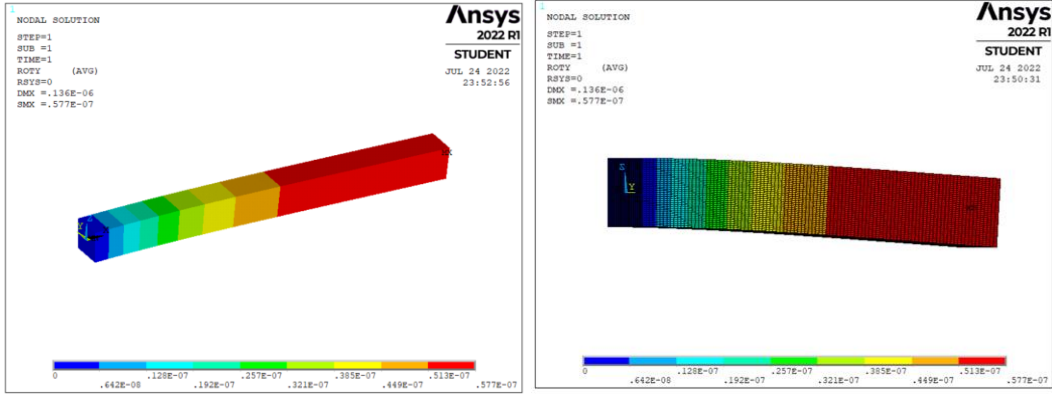 1
NODAL SOLUTION
STEP=1
SUB =1
TIME=1
ROTY (AVG)
RSYS=0
DMX =.136E-06
SMX =.577E-07
Ansys
2022 R1
STUDENT
JUL 24 2022
23:52:56
MX
Y
0 .128E-07 .257E-07 .385E-07 .513E-07
.642E-08 .192E-07 .321E-07 .449E-07 .577E-07
1
NODAL SOLUTION
STEP=1
SUB =1
TIME=1
ROTY (AVG)
RSYS=0
DMX =.136E-06
SMX =.577E-07
Ansys
2022 R1
STUDENT
JUL 24 2022
23:50:31
Y
0 .128E-07 .257E-07 .385E-07 .513E-07
.642E-08 .192E-07 .321E-07 .449E-07 .577E-07